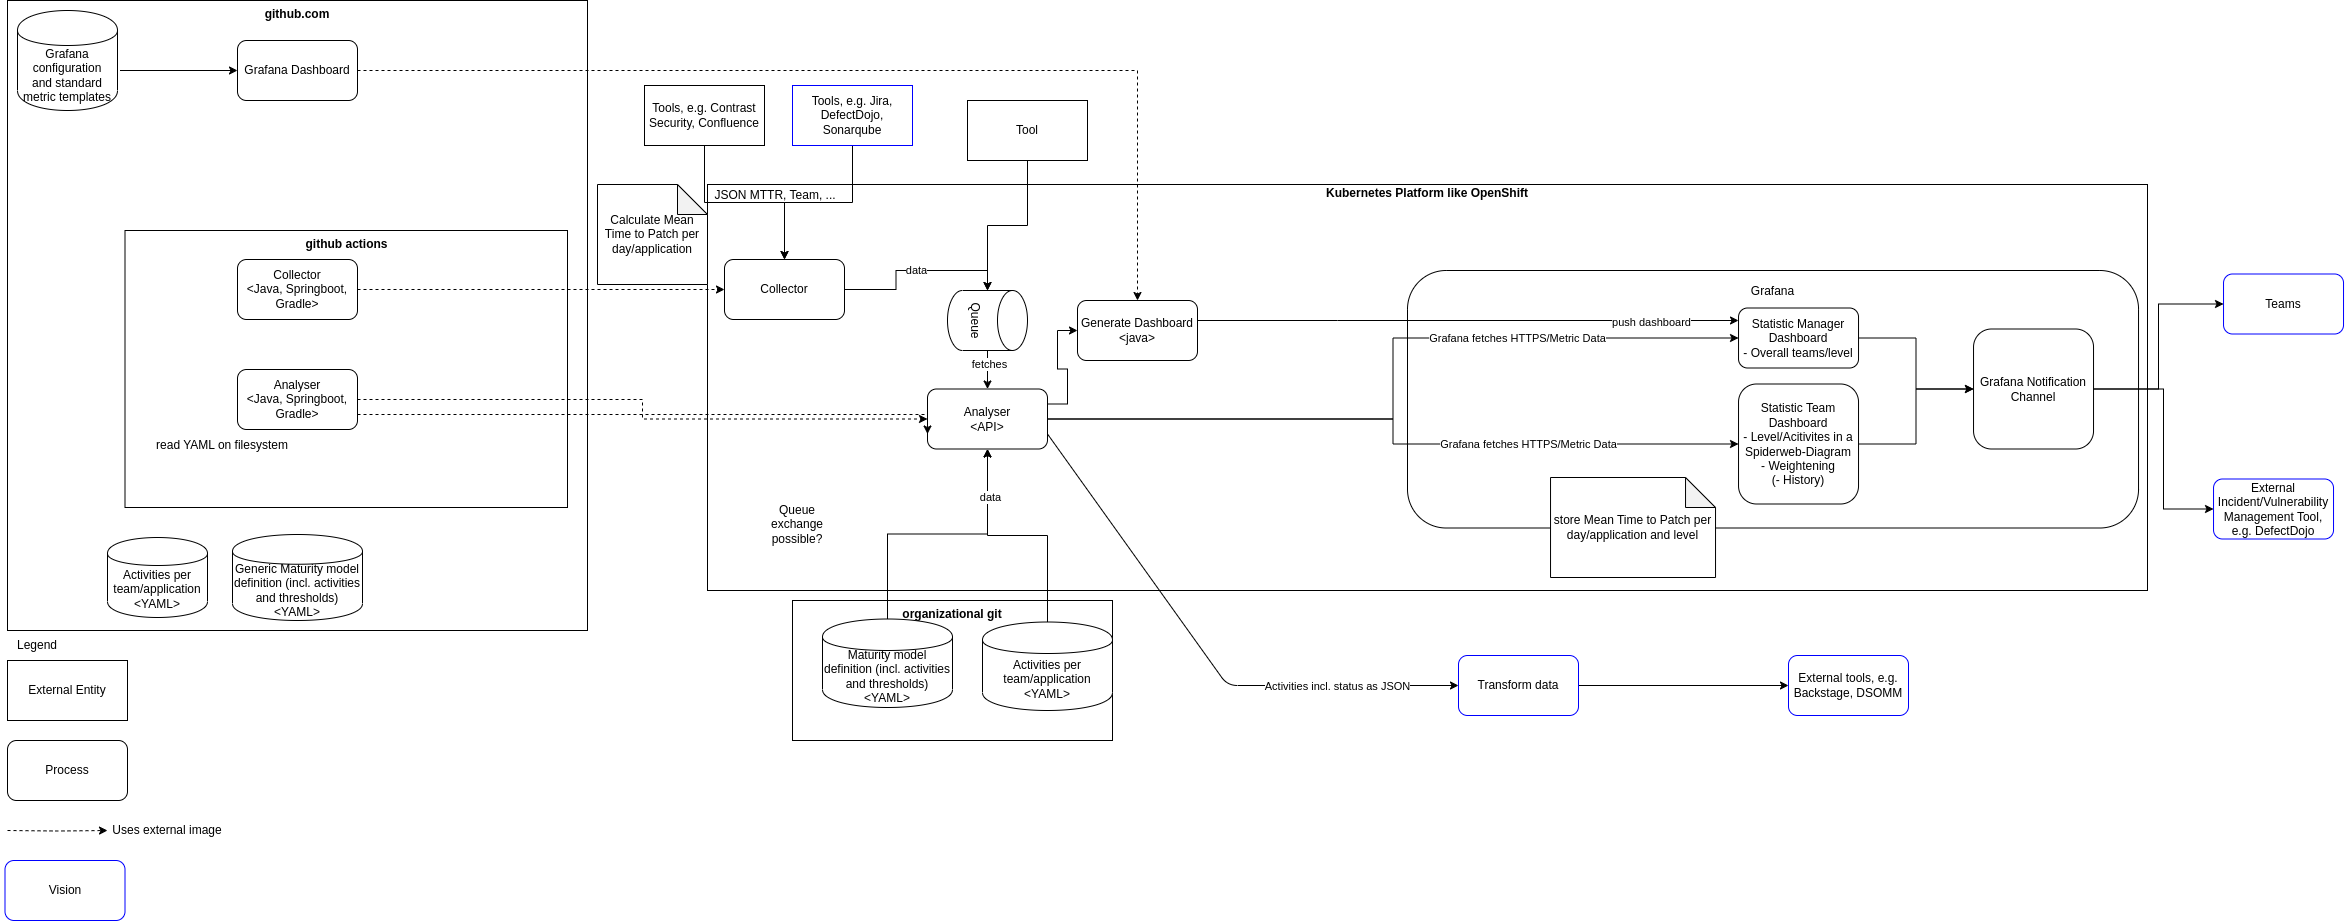 github.com
Grafana
configuration
and standard
metric templates
Grafana Dashboard
Tools, e.g. Contrast
Security, Confluence
Tools, e.g. Jira,
DefectDojo,
Sonarqube
Tool
Kubernetes Platform like OpenShift
JSON MTTR, Team, ...
Calculate Mean
Time to Patch per
day/application
github actions
Collector
<Java, Springboot,
Gradle>
Collector
data
Queue
fetches
Generate Dashboard
<java>
Grafana
push dashboard
Grafana fetches HTTPS/Metric Data
Statistic Manager
Dashboard
- Overall teams/level
Teams
Analyser
<Java, Springboot,
Gradle>
read YAML on filesystem
Analyser
<API>
Grafana Notification
Channel
Grafana fetches HTTPS/Metric Data
Statistic Team
Dashboard
- Level/Acitivites in a
Spiderweb-Diagram
- Weightening
(- History)
data
Queue
exchange
possible?
store Mean Time to Patch per
day/application and level
External
Incident/Vulnerability
Management Tool,
e.g. DefectDojo
Activities per
team/application
<YAML>
Generic Maturity model
definition (incl. activities
and thresholds)
<YAML>
organizational git
Maturity model
definition (incl. activities
and thresholds)
<YAML>
Activities per
team/application
<YAML>
Activities incl. status as JSON
Transform data
External tools, e.g.
Backstage, DSOMM
Legend
External Entity
Process
Uses external image
Vision